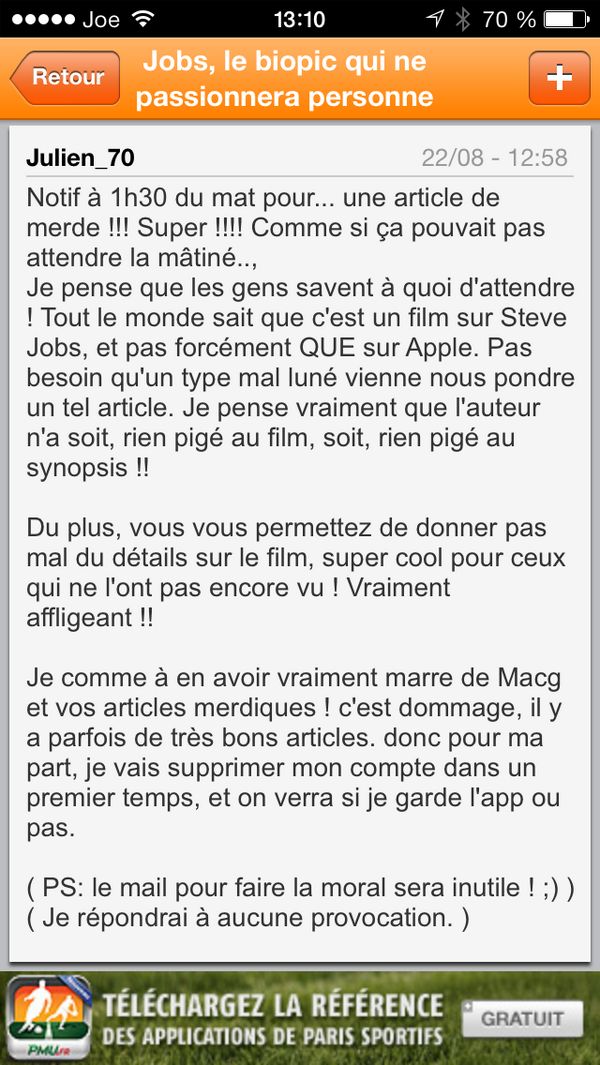 Joe 13:10 70 %
Retour
Jobs, le biopic qui ne
passionnera personne
+
Julien_70 22/08 - 12:58
Notif à 1h30 du mat pour... une article de
merde !!! Super !!!! Comme si ça pouvait pas
attendre la mâtiné..,
Je pense que les gens savent à quoi d'attendre
! Tout le monde sait que c'est un film sur Steve
Jobs, et pas forcément QUE sur Apple. Pas
besoin qu'un type mal luné vienne nous pondre
un tel article. Je pense vraiment que l'auteur
n'a soit, rien pigé au film, soit, rien pigé au
synopsis !!
Du plus, vous vous permettez de donner pas
mal du détails sur le film, super cool pour ceux
qui ne l'ont pas encore vu ! Vraiment
affligeant !!
Je comme à en avoir vraiment marre de Macg
et vos articles merdiques ! c'est dommage, il y
a parfois de très bons articles. donc pour ma
part, je vais supprimer mon compte dans un
premier temps, et on verra si je garde l'app ou
pas.
( PS: le mail pour faire la moral sera inutile ! ;) )
( Je répondrai à aucune provocation. )
TÉLÉCHARGEZ LA RÉFÉRENCE
DES APPLICATIONS DE PARIS SPORTIFS
GRATUIT
PMU.FR